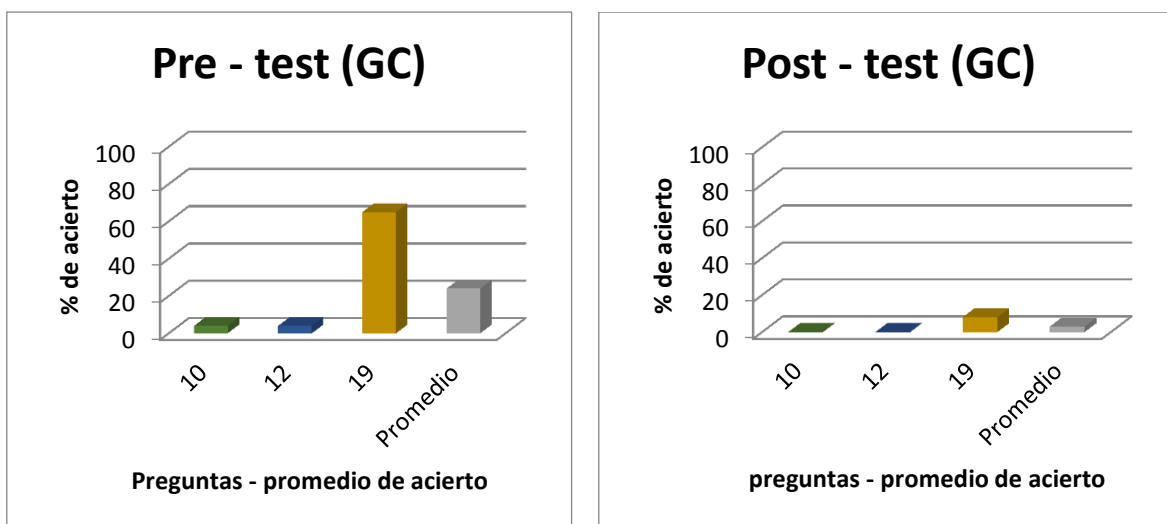 Pre - test (GC)
% de acierto
100
80
60
40
20
0
10
12
19
Promedio
Preguntas - promedio de acierto
Post - test (GC)
% de acierto
100
80
60
40
20
0
10
12
19
Promedio
preguntas - promedio de acierto